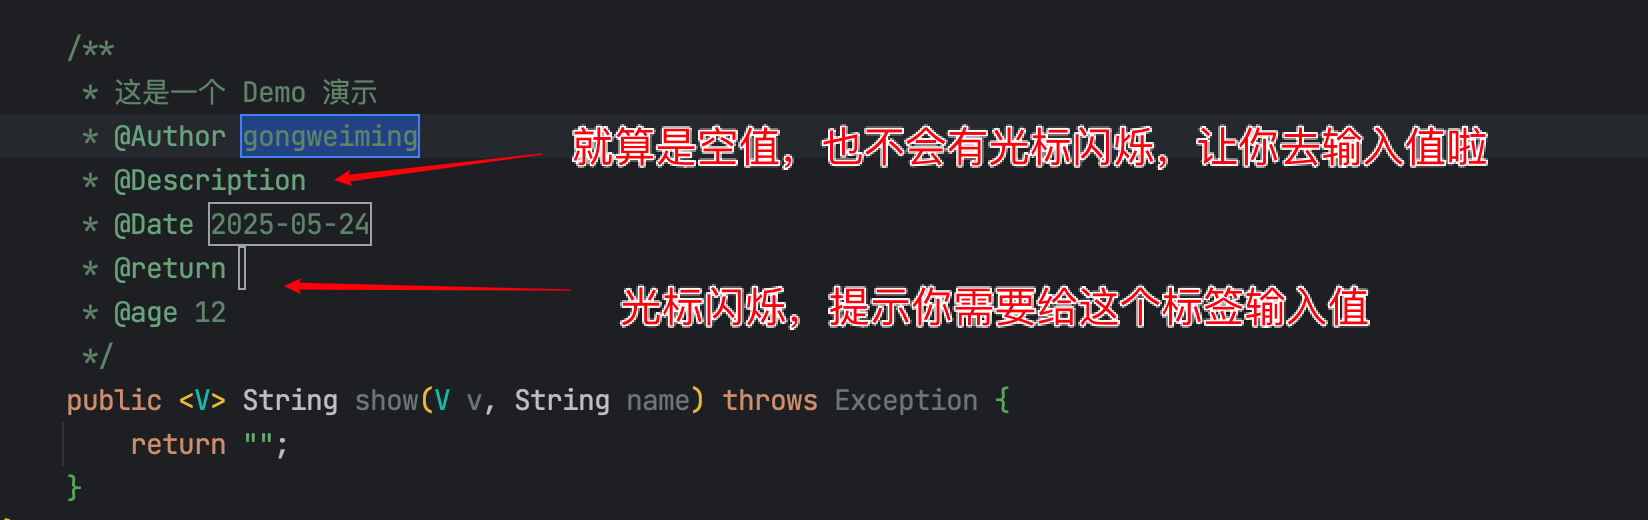 /**
* 这是一个 Demo 演示
* @Author gongweiming
就算是空值，也不会有光标闪烁，让你去输入值啦
* @Description
* @Date 2025-05-24
* @return
光标闪烁，提示你需要给这个标签输入值
* @age 12
*/
public <V> String show(V v, String name) throws Exception {
return "";
}